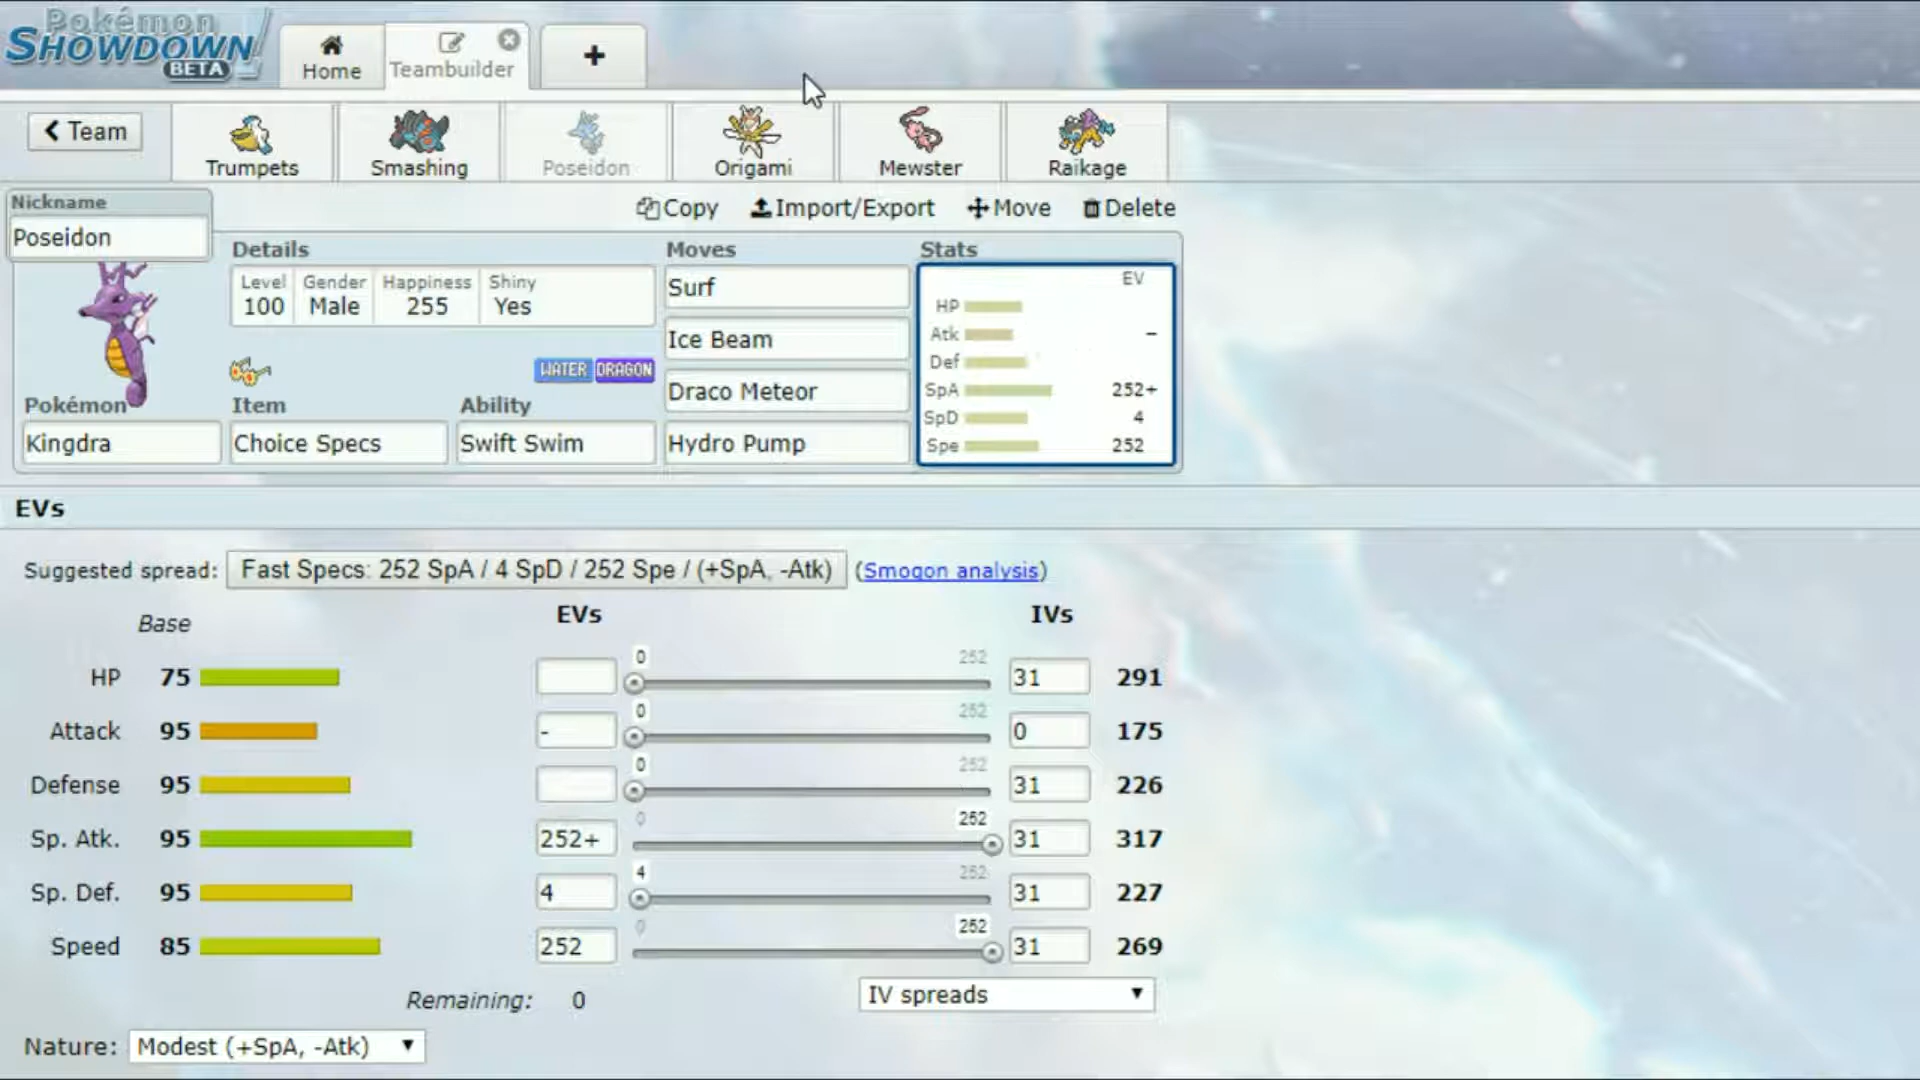 Pokémon
SHOWDOWN
BETA
Home
Teambuilder
+
Team
Trumpets
Smashing
Poseidon
Origami
Mewster
Raikage
Nickname
Poseidon
Copy
Import/Export
Move
Delete
Details
Level
Gender
Happiness
Shiny
100
Male
255
Yes
WATER DRAGON
Pokémon
Kingdra
Item
Choice Specs
Ability
Swift Swim
Moves
Surf
Ice Beam
Draco Meteor
Hydro Pump
Stats
EV
HP
Atk –
Def
SpA 252+
SpD 4
Spe 252
EVs
Suggested spread: Fast Specs: 252 SpA / 4 SpD / 252 Spe / (+SpA, -Atk) (Smogon analysis)
Base EVs IVs
HP 75 0 252 31 291
Attack 95 - 0 252 0 175
Defense 95 0 252 31 226
Sp. Atk. 95 252+ 0 252 31 317
Sp. Def. 95 4 4 252 31 227
Speed 85 252 0 252 31 269
Remaining: 0 IV spreads
Nature: Modest (+SpA, -Atk)